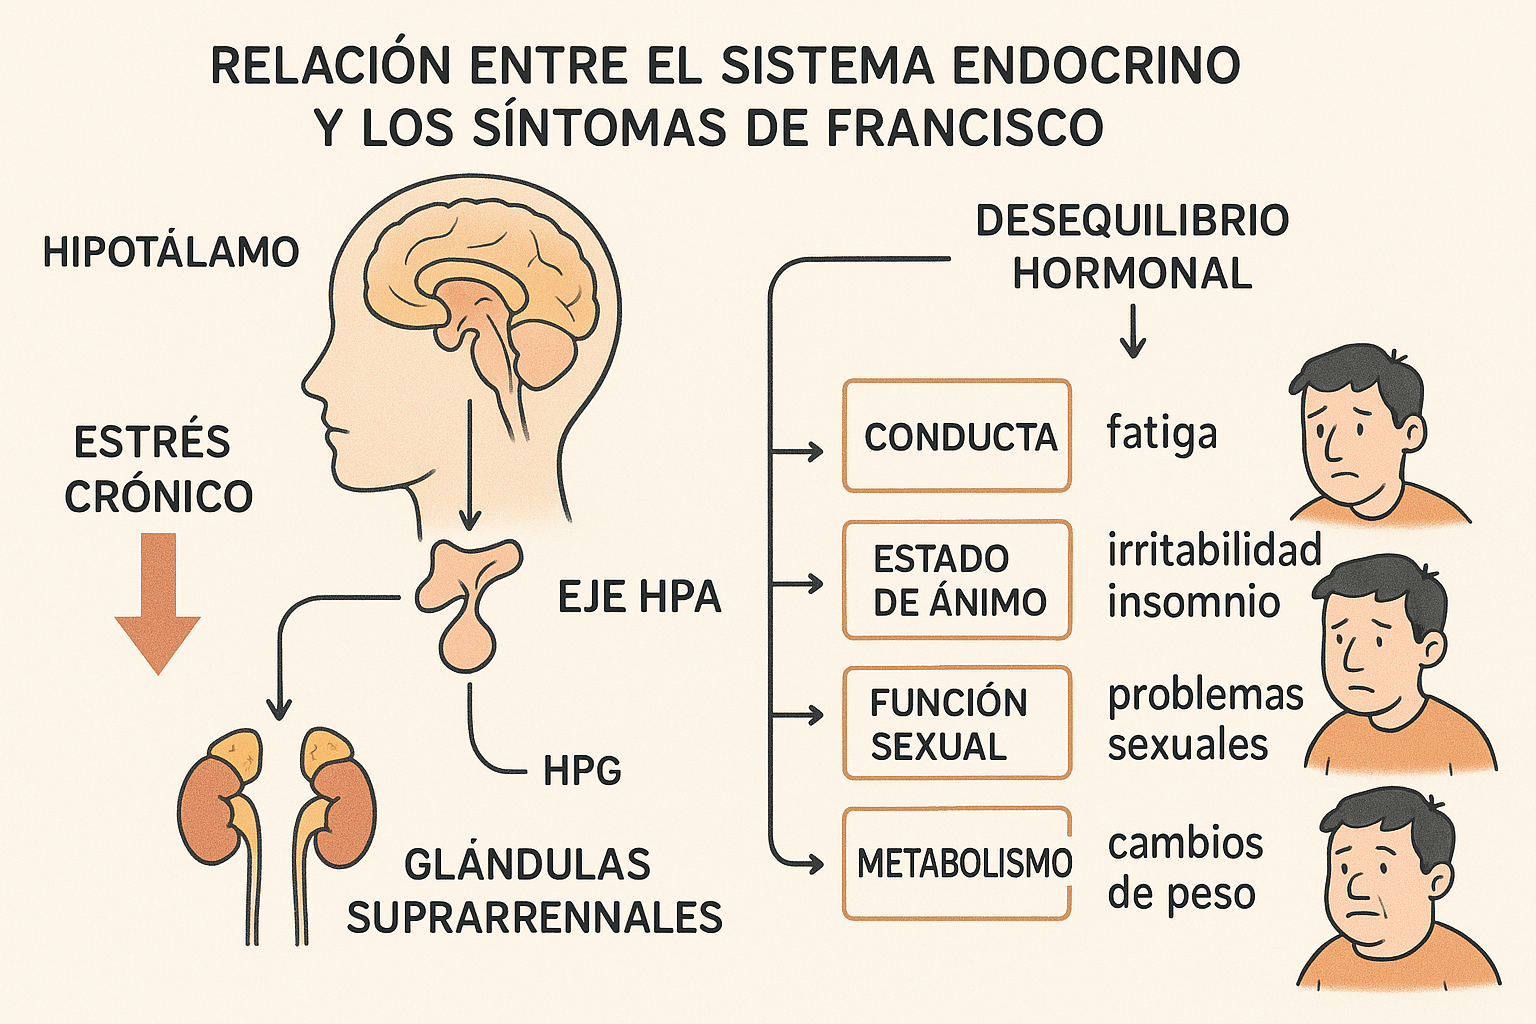 RELACIÓN ENTRE EL SISTEMA ENDOCRINO
Y LOS SÍNTOMAS DE FRANCISCO
HIPOTÁLAMO
ESTRÉS
CRÓNICO
EJE HPA
HPG
GLÁNDULAS
SUPRARRENNALES
DESEQUILIBRIO
HORMONAL
CONDUCTA
fatiga
ESTADO
DE ÁNIMO
irritabilidad
insomnio
FUNCIÓN
SEXUAL
problemas
sexuales
METABOLISMO
cambios
de peso